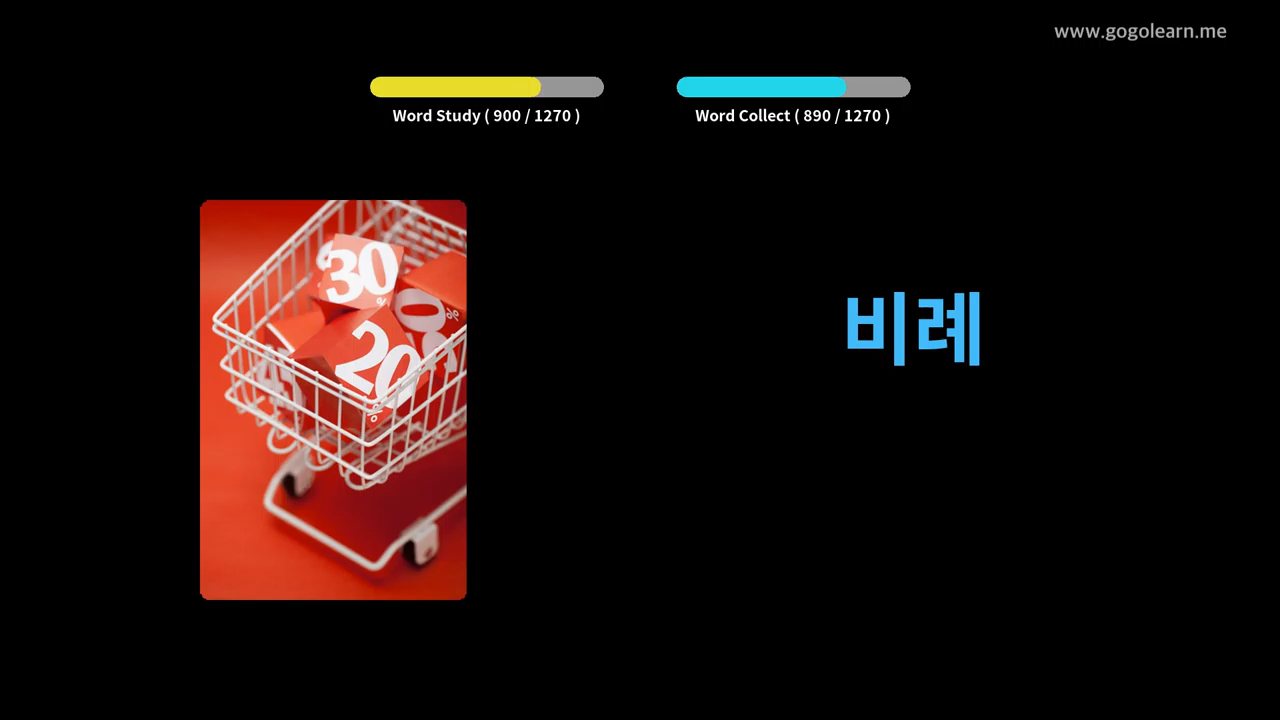 www.gogolearn.me
Word Study ( 900 / 1270 )
Word Collect ( 890 / 1270 )
30
%
20
%
비례